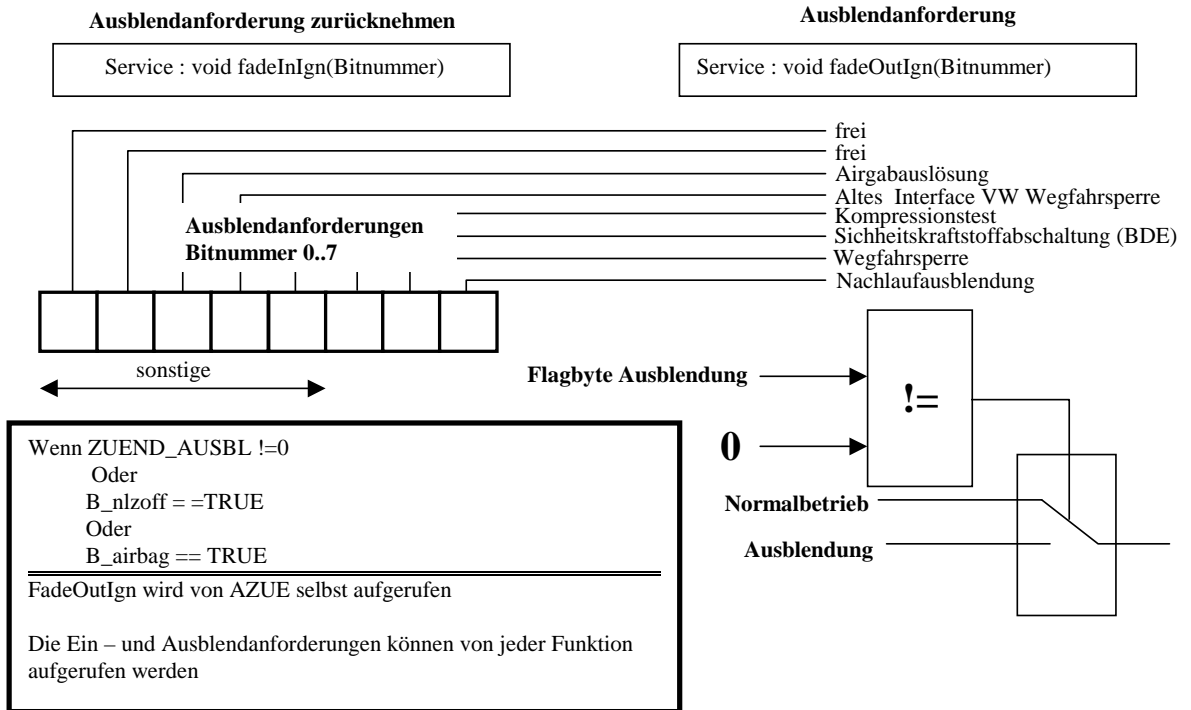 Ausblendanforderung zurücknehmen
Ausblendanforderung
Service : void fadeInIgn(Bitnummer)
Service : void fadeOutIgn(Bitnummer)
frei
frei
Airgabauslösung
Altes Interface VW Wegfahrsperre
Kompressionstest
Sichheitskraftstoffabschaltung (BDE)
Wegfahrsperre
Nachlaufausblendung
Ausblendanforderungen
Bitnummer 0..7
sonstige
Flagbyte Ausblendung
!=
0
Normalbetrieb
Ausblendung
Wenn ZUEND_AUSBL !=0
Oder
B_nlzoff = =TRUE
Oder
B_airbag == TRUE
FadeOutIgn wird von AZUE selbst aufgerufen
Die Ein – und Ausblendanforderungen können von jeder Funktion
aufgerufen werden